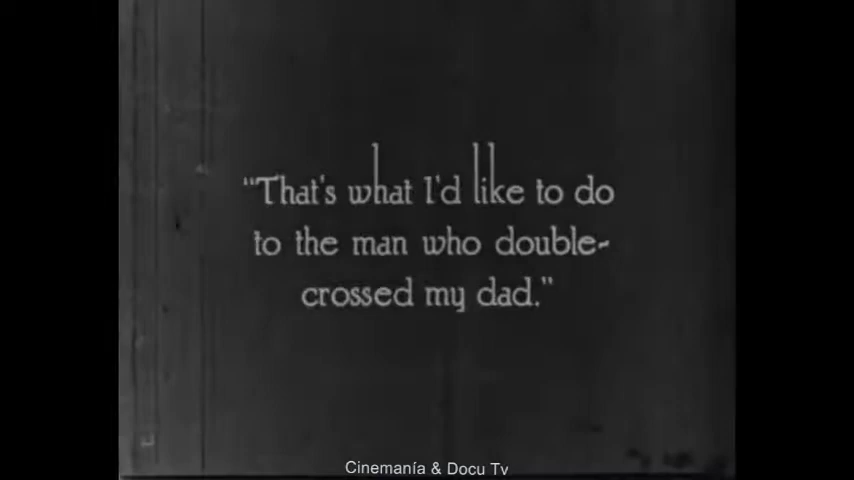 "That's what I'd like to do
to the man who double-
crossed my dad."
Cinemanía & Docu Tv